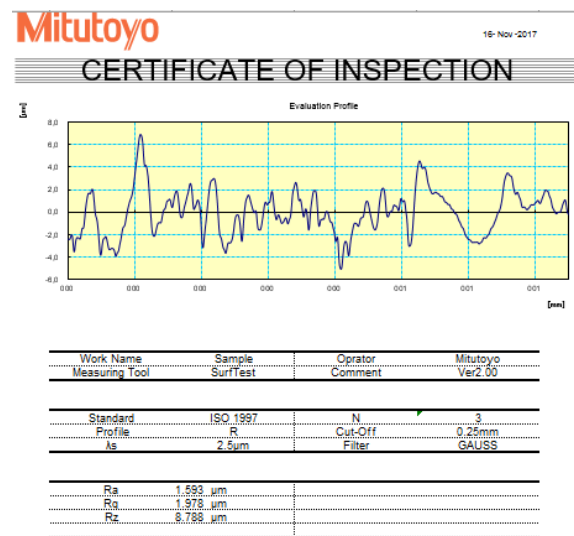 Mitutoyo
16- Nov -2017
CERTIFICATE OF INSPECTION
Evaluation Profile
[µm]
8,0
6,0
4,0
2,0
0,0
-2,0
-4,0
-6,0
000 000 000 000 000 001 001 001
[mm]
Work Name Sample Oprator Mitutoyo
Measuring Tool SurfTest Comment Ver2.00
Standard ISO 1997 N 3
Profile R Cut-Off 0.25mm
λs 2.5µm Filter GAUSS
Ra 1.593 µm
Rq 1.978 µm
Rz 8.788 µm